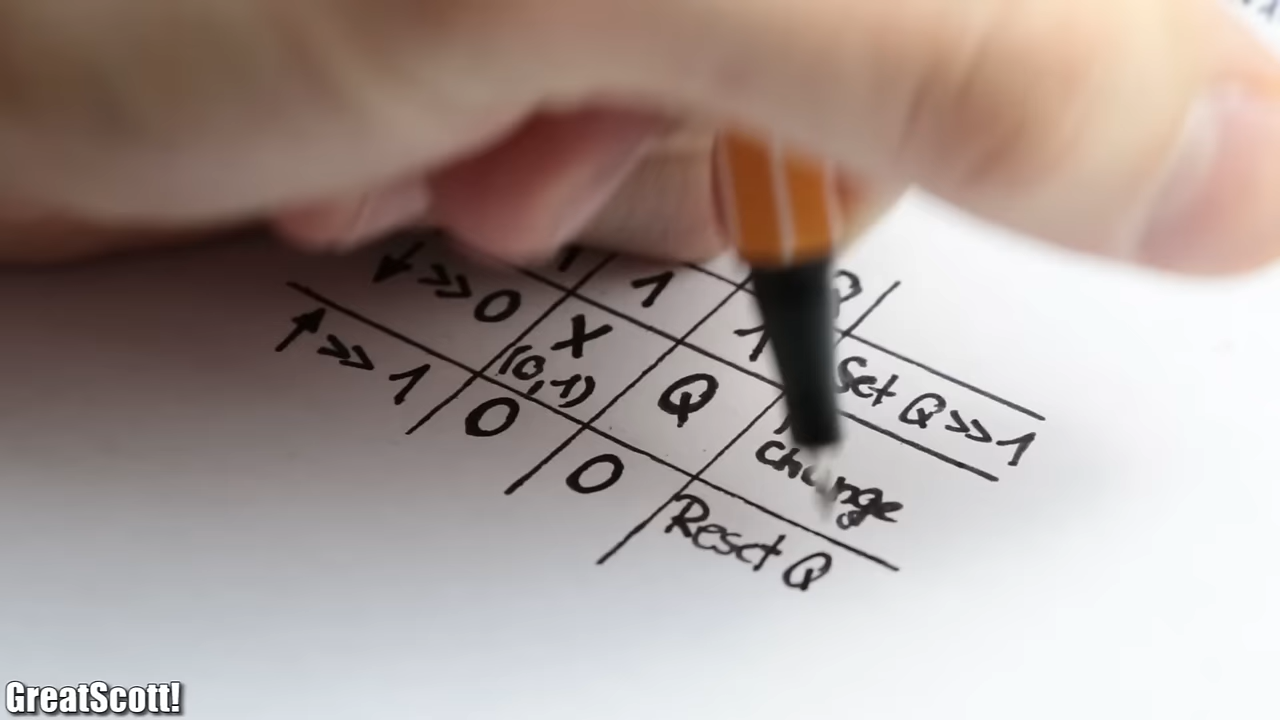 1 1 Set Q >> 1
↓ >> 0 X (0,1) Q change
↑ >> 1 0 0 Reset Q
GreatScott!